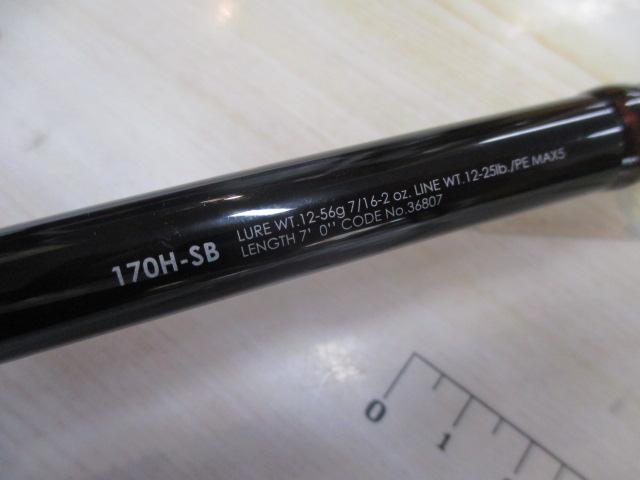 170H-SB
LURE WT.12-56g 7/16-2 oz. LINE WT.12-25lb./PE MAX5
LENGTH 7' 0'' CODE No.36807
0 1